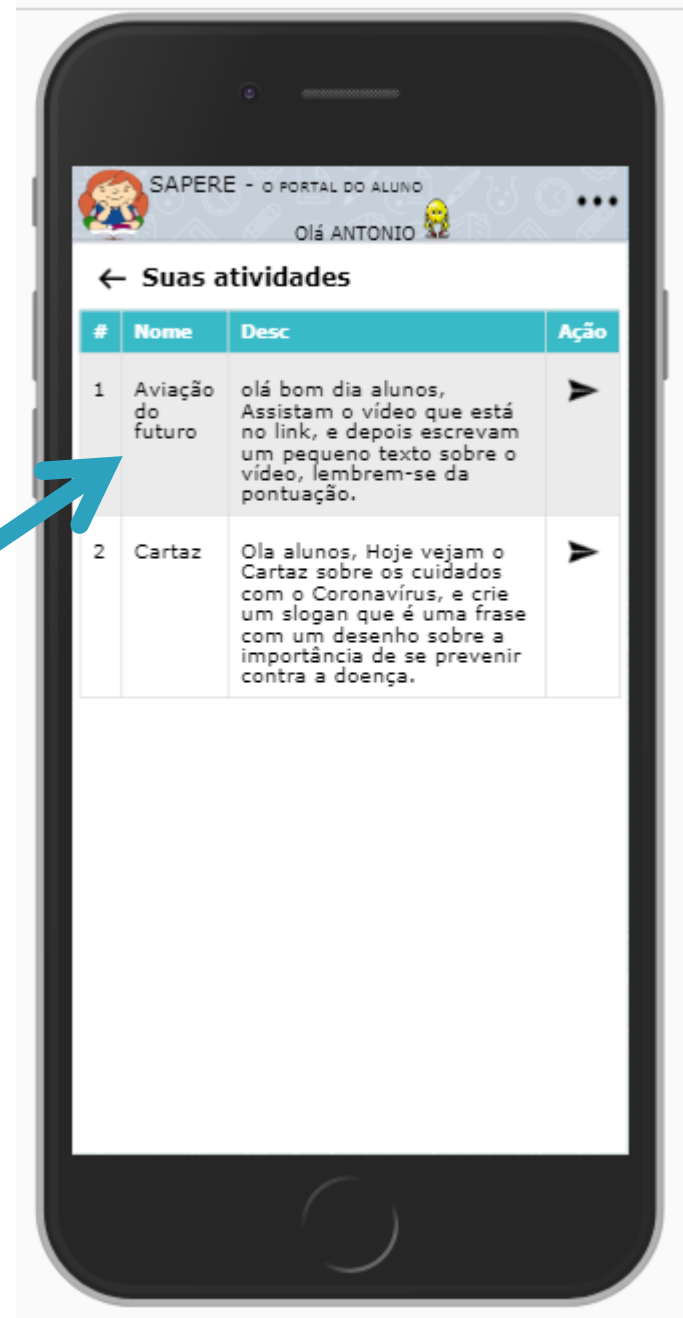 SAPERE - O PORTAL DO ALUNO
Olá ANTONIO
← Suas atividades
# Nome Desc Ação
1 Aviação do futuro
olá bom dia alunos,
Assistam o vídeo que está
no link, e depois escrevam
um pequeno texto sobre o
vídeo, lembrem-se da
pontuação.
2 Cartaz
Ola alunos, Hoje vejam o
Cartaz sobre os cuidados
com o Coronavírus, e crie
um slogan que é uma frase
com um desenho sobre a
importância de se prevenir
contra a doença.